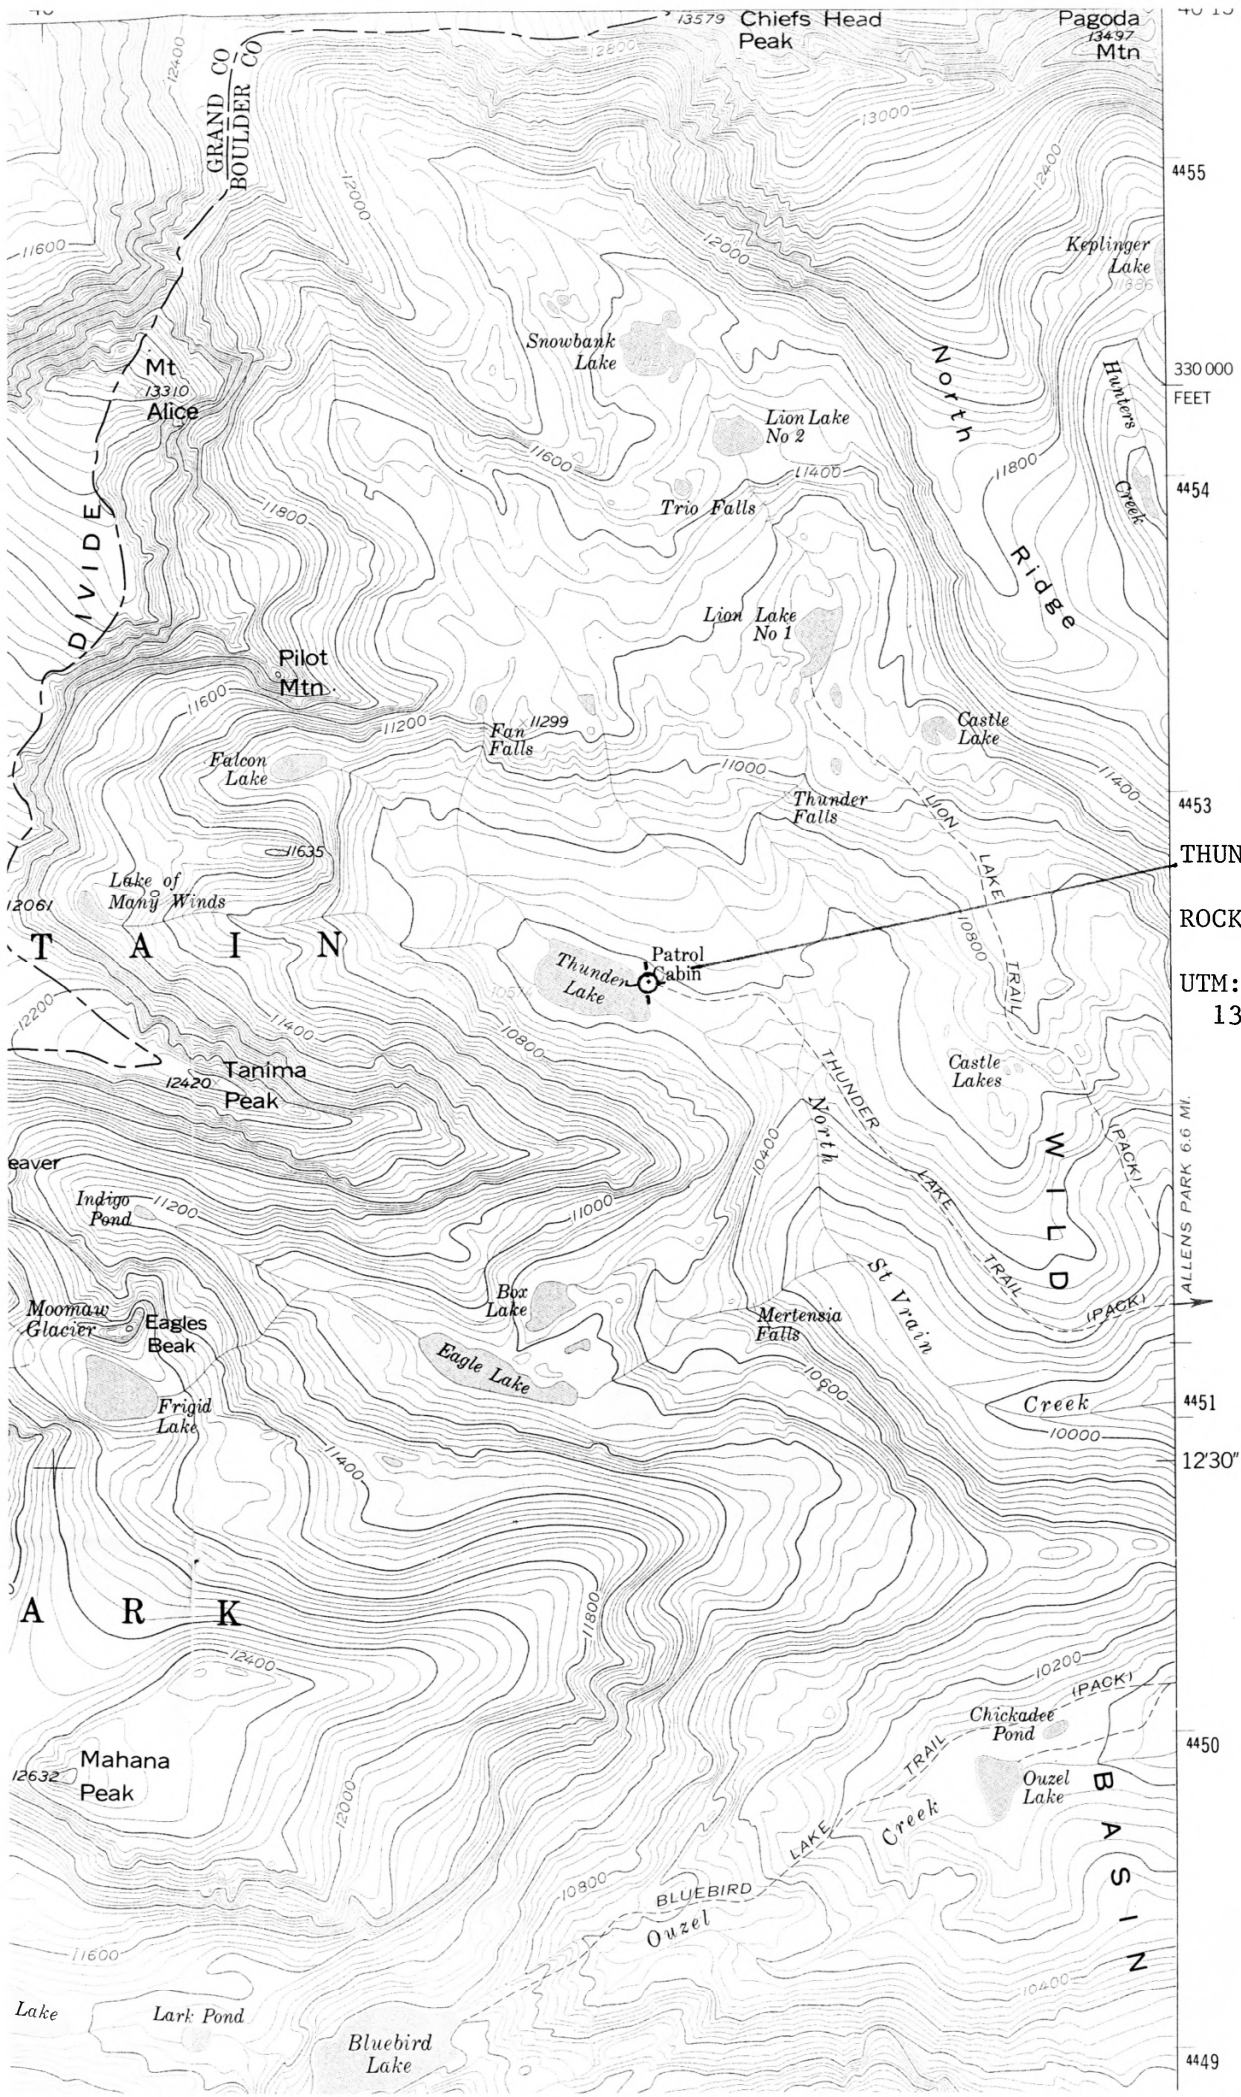 40' 15"
13579 Chiefs Head
Peak
Pagoda
13497
Mtn
12400
12800
GRAND CO
BOULDER CO
13000
12400
4455
12000
11600
12000
Keplinger
Lake
11886
Snowbank
Lake
Mt
13310
Alice
North
Ridge
Hunters
Creek
330 000
FEET
Lion Lake
No 2
11600
11400
11800
4454
Trio Falls
11800
DIVIDE
Lion Lake
No 1
Pilot
Mtn
11600
11200
11299
Fan
Falls
Castle
Lake
Falcon
Lake
11000
11400
Thunder
Falls
4453
LION
LAKE
TRAIL
11635
THUN
Lake of
Many Winds
12061
ROCK
10800
T A I N
Patrol
Cabin
Thunder
Lake
10574
UTM:
13
12200
11400
10800
Tanima
Peak
12420
THUNDER
LAKE
TRAIL
(PACK)
Castle
Lakes
North
St Vrain
Creek
10400
(PACK)
WILD
ALLENS PARK 6.6 MI.
eaver
Indigo
Pond
11200
11000
Box
Lake
Moomaw
Glacier
Eagles
Beak
Mertensia
Falls
Eagle Lake
10600
Frigid
Lake
4451
10000
11400
12'30"
A R K
11800
12400
10200
(PACK)
Chickadee
Pond
4450
Mahana
Peak
12632
TRAIL
Ouzel
Lake
12000
Creek
BASIN
LAKE
10800
BLUEBIRD
Ouzel
11600
10400
Lake
Lark Pond
Bluebird
Lake
4449